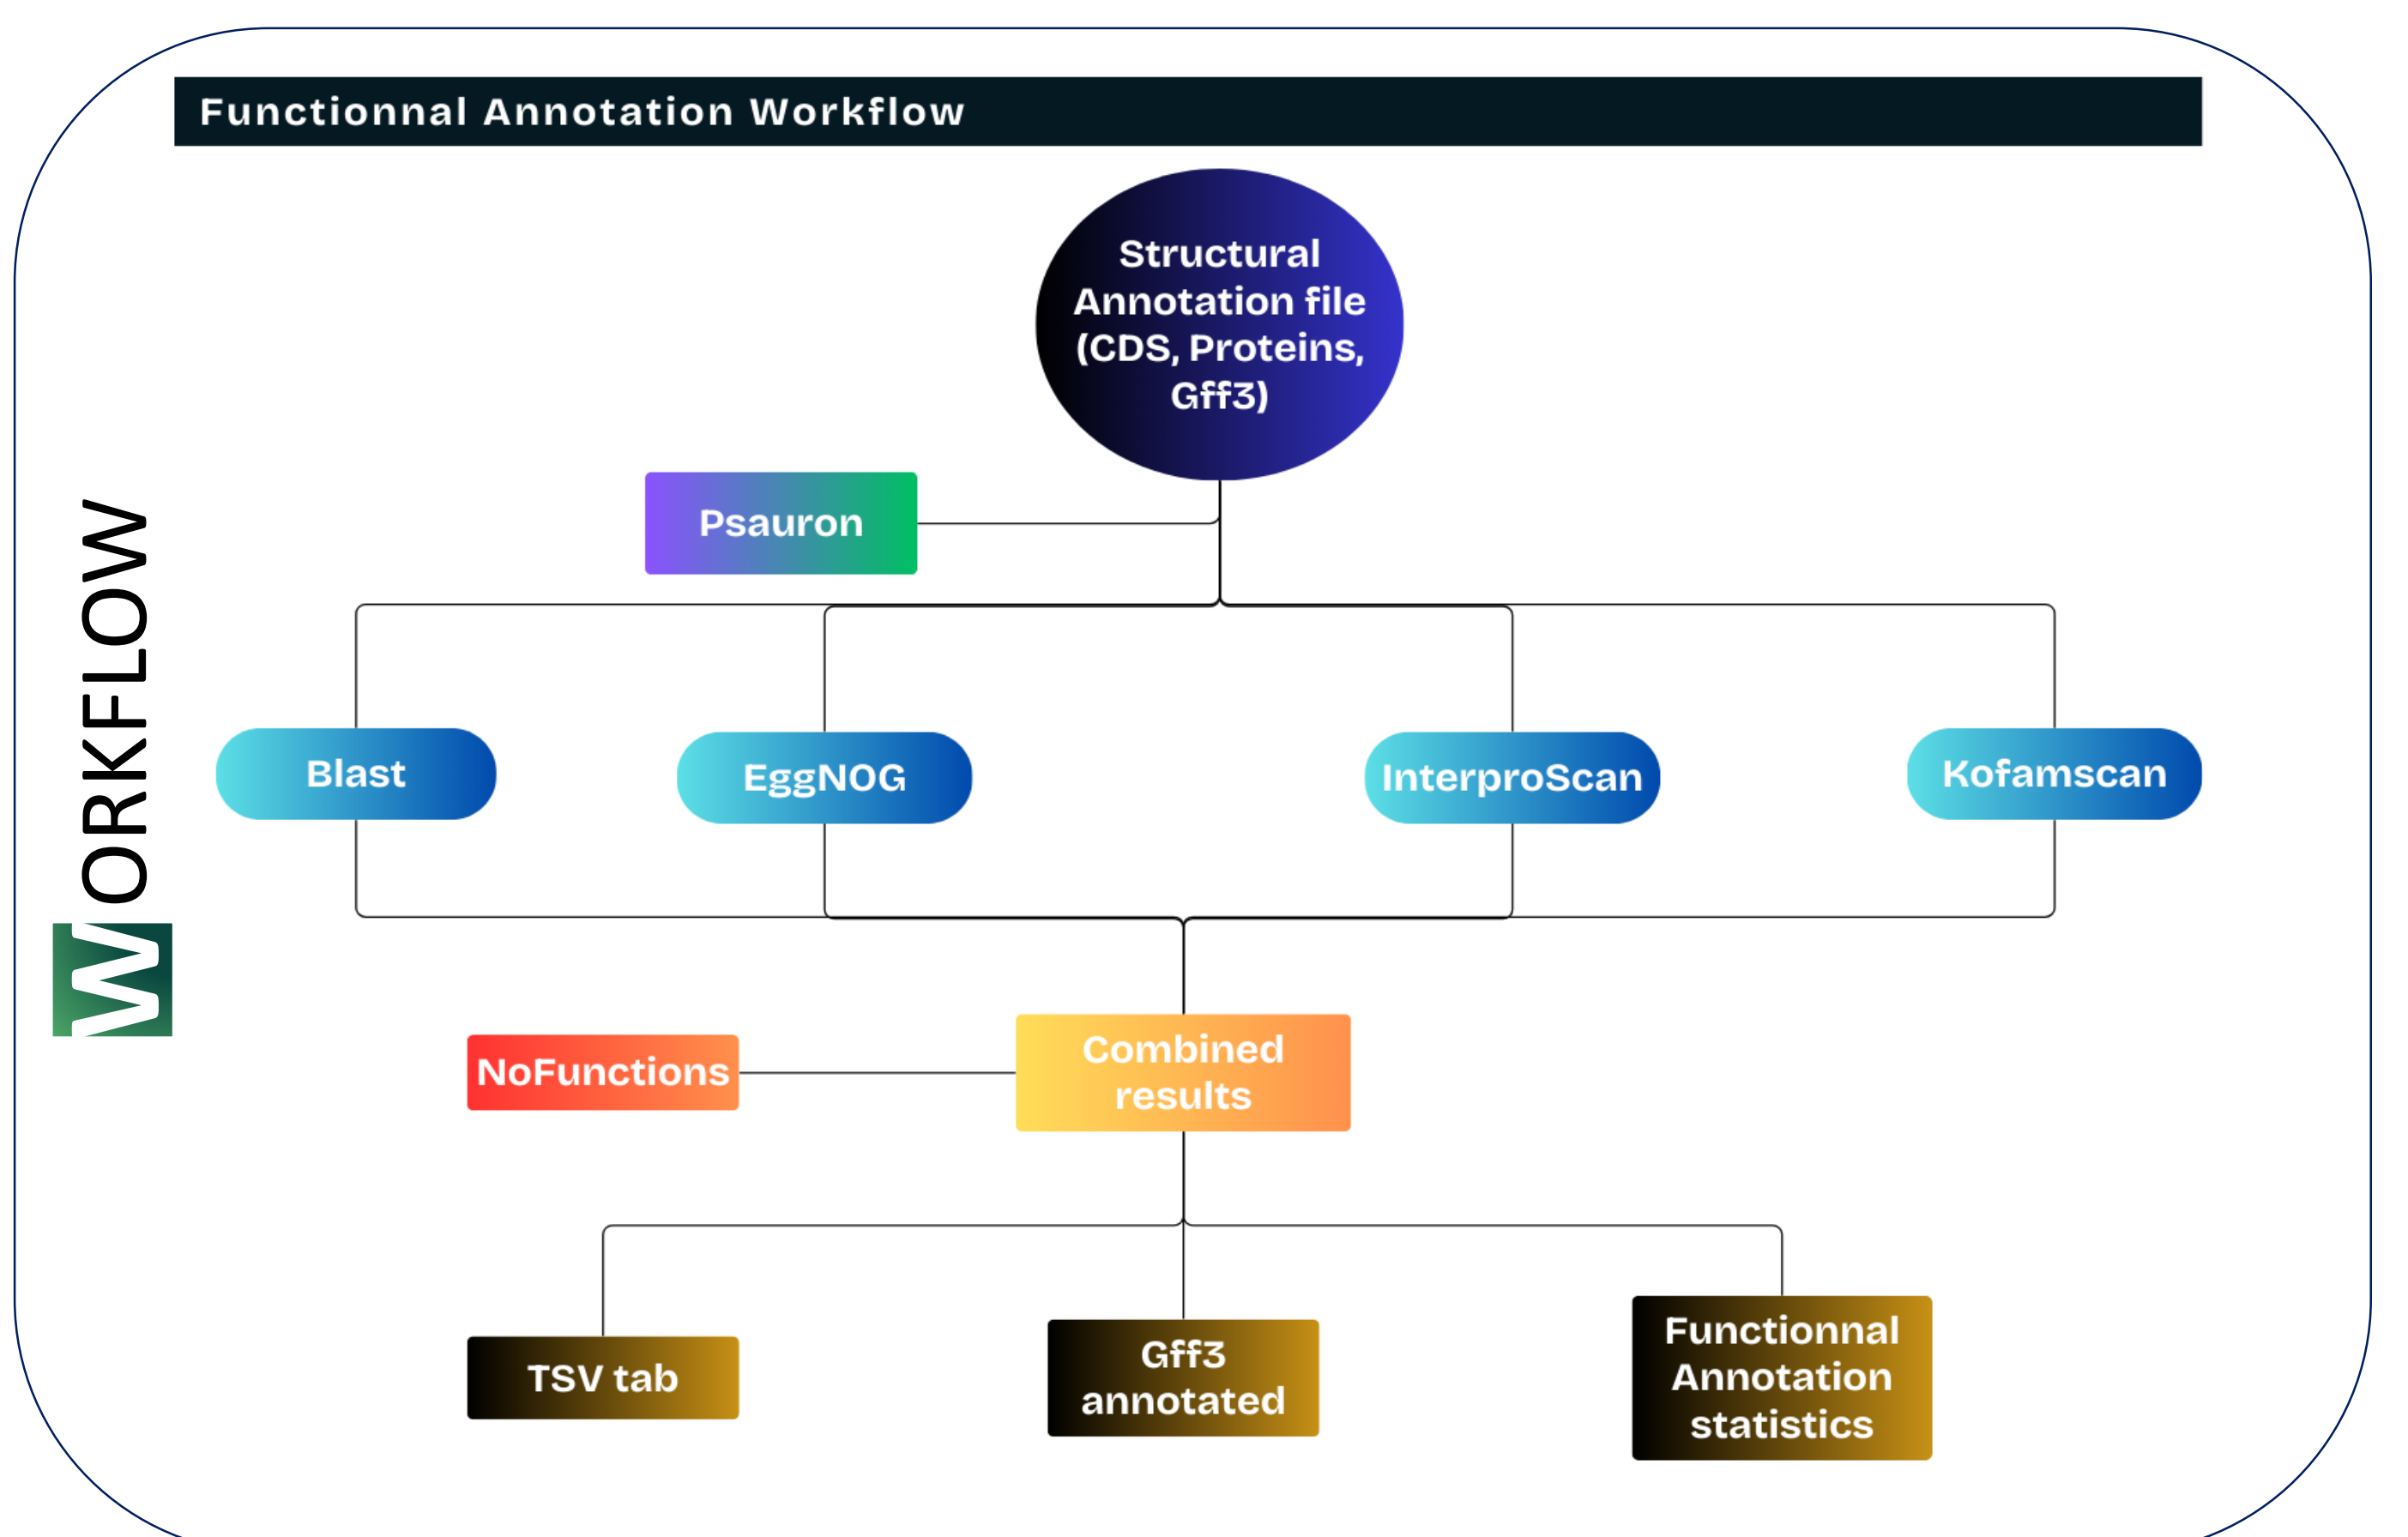 Functionnal Annotation Workflow
Structural
Annotation file
(CDS, Proteins,
Gff3)
Psauron
WORKFLOW
Blast
EggNOG
InterproScan
Kofamscan
NoFunctions
Combined
results
TSV tab
Gff3
annotated
Functionnal
Annotation
statistics